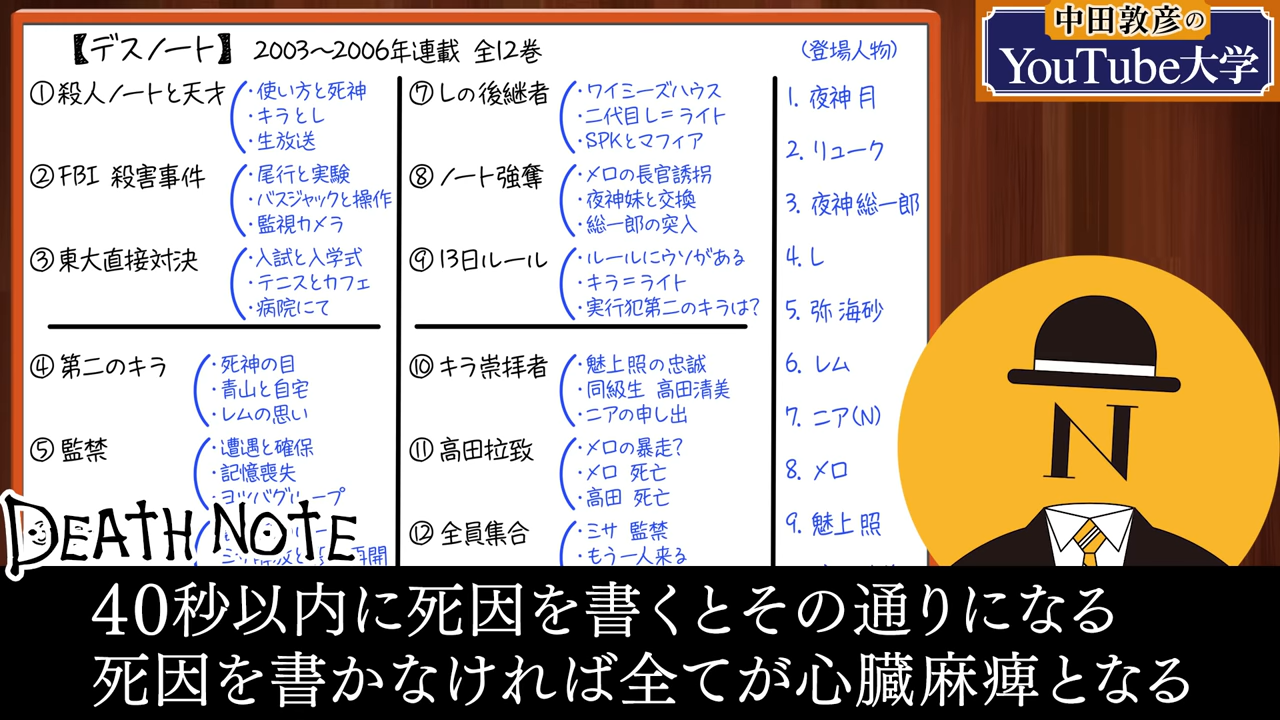 中田敦彦の
YouTube大学
【デスノート】 2003〜2006年連載 全12巻
①殺人ノートと天才
・使い方と死神
・キラとL
・生放送
②FBI 殺害事件
・尾行と実験
・バスジャックと操作
・監視カメラ
③東大直接対決
・入試と入学式
・テニスとカフェ
・病院にて
④第二のキラ
・死神の目
・青山と自宅
・レムの思い
⑤監禁
・遭遇と確保
・記憶喪失
・ヨツバグループ
⑦Lの後継者
・ワイミーズハウス
・二代目L=ライト
・SPKとマフィア
⑧ノート強奪
・メロの長官誘拐
・夜神妹と交換
・総一郎の突入
⑨13日ルール
・ルールにウソがある
・キラ=ライト
・実行犯第二のキラは?
⑩キラ崇拝者
・魅上照の忠誠
・同級生 高田清美
・ニアの申し出
⑪高田拉致
・メロの暴走?
・メロ 死亡
・高田 死亡
⑫全員集合
・ミサ 監禁
・もう一人来る
(登場人物)
1. 夜神月
2. リューク
3. 夜神総一郎
4. L
5. 弥海砂
6. レム
7. ニア(N)
8. メロ
9. 魅上照
N
DEATH NOTE
40秒以内に死因を書くとその通りになる
死因を書かなければ全てが心臓麻痺となる